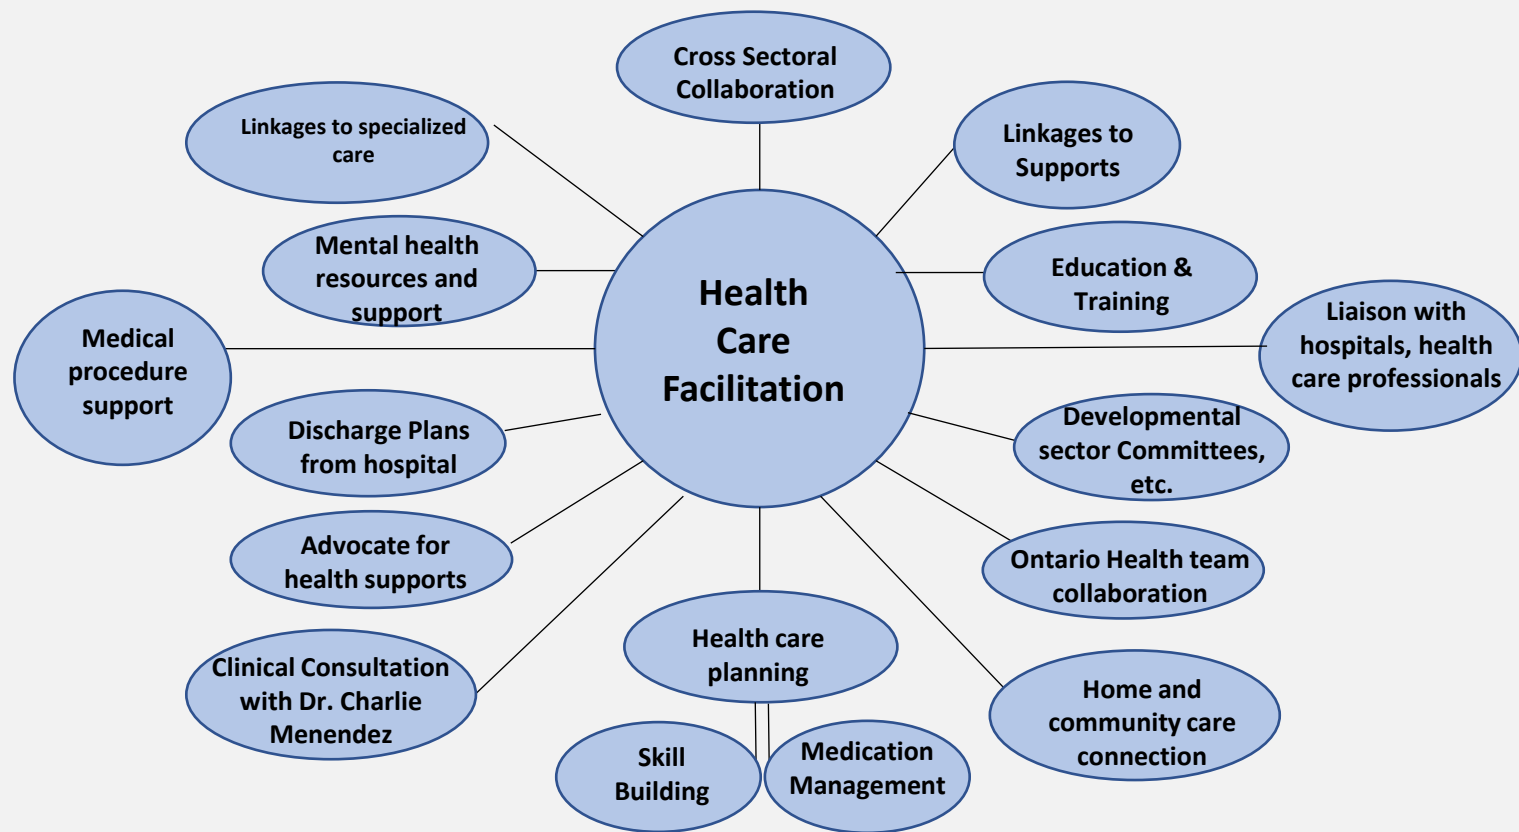 Cross Sectoral
Collaboration
Linkages to specialized
care
Linkages to
Supports
Mental health
resources and
support
Education &
Training
Health
Care
Facilitation
Medical
procedure
support
Liaison with
hospitals, health
care professionals
Discharge Plans
from hospital
Developmental
sector Committees,
etc.
Advocate for
health supports
Ontario Health team
collaboration
Clinical Consultation
with Dr. Charlie
Menendez
Health care
planning
Home and
community care
connection
Skill
Building
Medication
Management